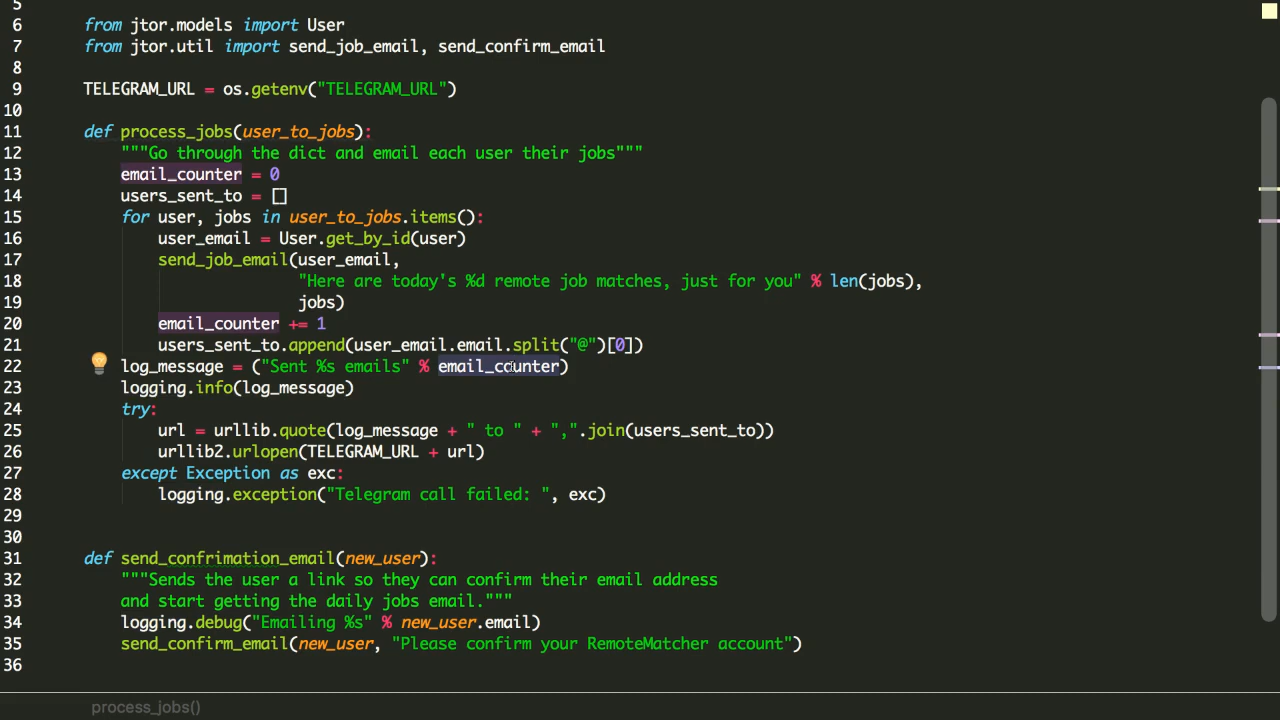 5
6 from jtor.models import User
7 from jtor.util import send_job_email, send_confirm_email
8
9 TELEGRAM_URL = os.getenv("TELEGRAM_URL")
10
11 def process_jobs(user_to_jobs):
12     """Go through the dict and email each user their jobs"""
13     email_counter = 0
14     users_sent_to = []
15     for user, jobs in user_to_jobs.items():
16         user_email = User.get_by_id(user)
17         send_job_email(user_email,
18                        "Here are today's %d remote job matches, just for you" % len(jobs),
19                        jobs)
20         email_counter += 1
21         users_sent_to.append(user_email.email.split("@")[0])
22     log_message = ("Sent %s emails" % email_counter)
23     logging.info(log_message)
24     try:
25         url = urllib.quote(log_message + " to " + ",".join(users_sent_to))
26         urllib2.urlopen(TELEGRAM_URL + url)
27     except Exception as exc:
28         logging.exception("Telegram call failed: ", exc)
29
30
31 def send_confrimation_email(new_user):
32     """Sends the user a link so they can confirm their email address
33     and start getting the daily jobs email."""
34     logging.debug("Emailing %s" % new_user.email)
35     send_confirm_email(new_user, "Please confirm your RemoteMatcher account")
36
process_jobs()